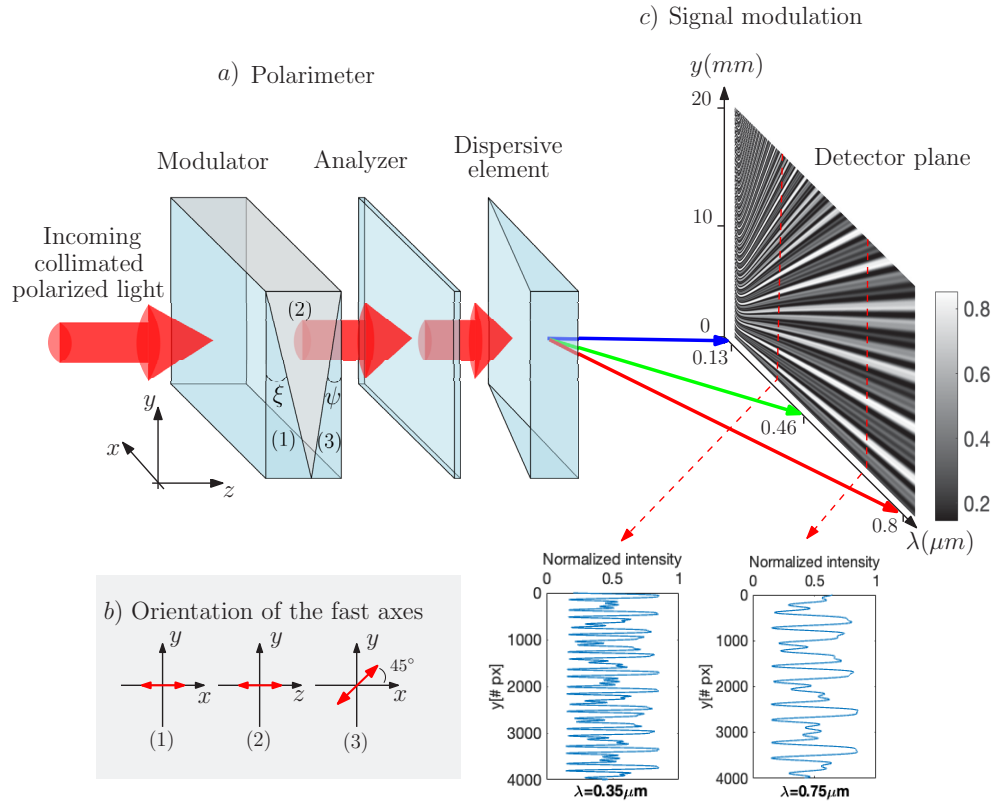 c) Signal modulation
a) Polarimeter
y(mm)
20
10
0
Modulator
Analyzer
Dispersive
element
Detector plane
Incoming
collimated
polarized light
(2)
ξ
ψ
(1)
(3)
y
x
z
0.13
0.46
0.8
λ(μm)
0.8
0.6
0.4
0.2
b) Orientation of the fast axes
y
x
(1)
y
z
(2)
y
45°
x
(3)
Normalized intensity
0 0.5 1
y[# px]
0
1000
2000
3000
4000
λ=0.35μm
Normalized intensity
0 0.5 1
y[# px]
0
1000
2000
3000
4000
λ=0.75μm